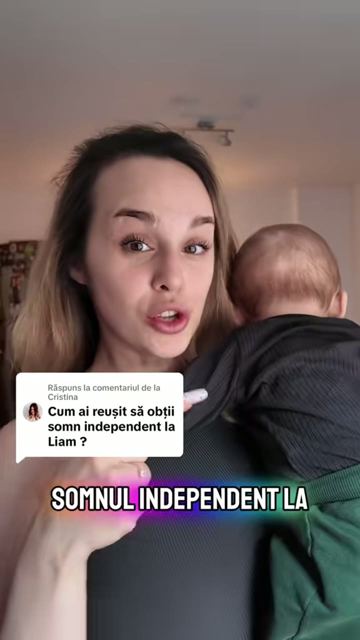 Răspuns la comentariul de la
Cristina
Cum ai reușit să obții
somn independent la
Liam ?
SOMNUL INDEPENDENT LA